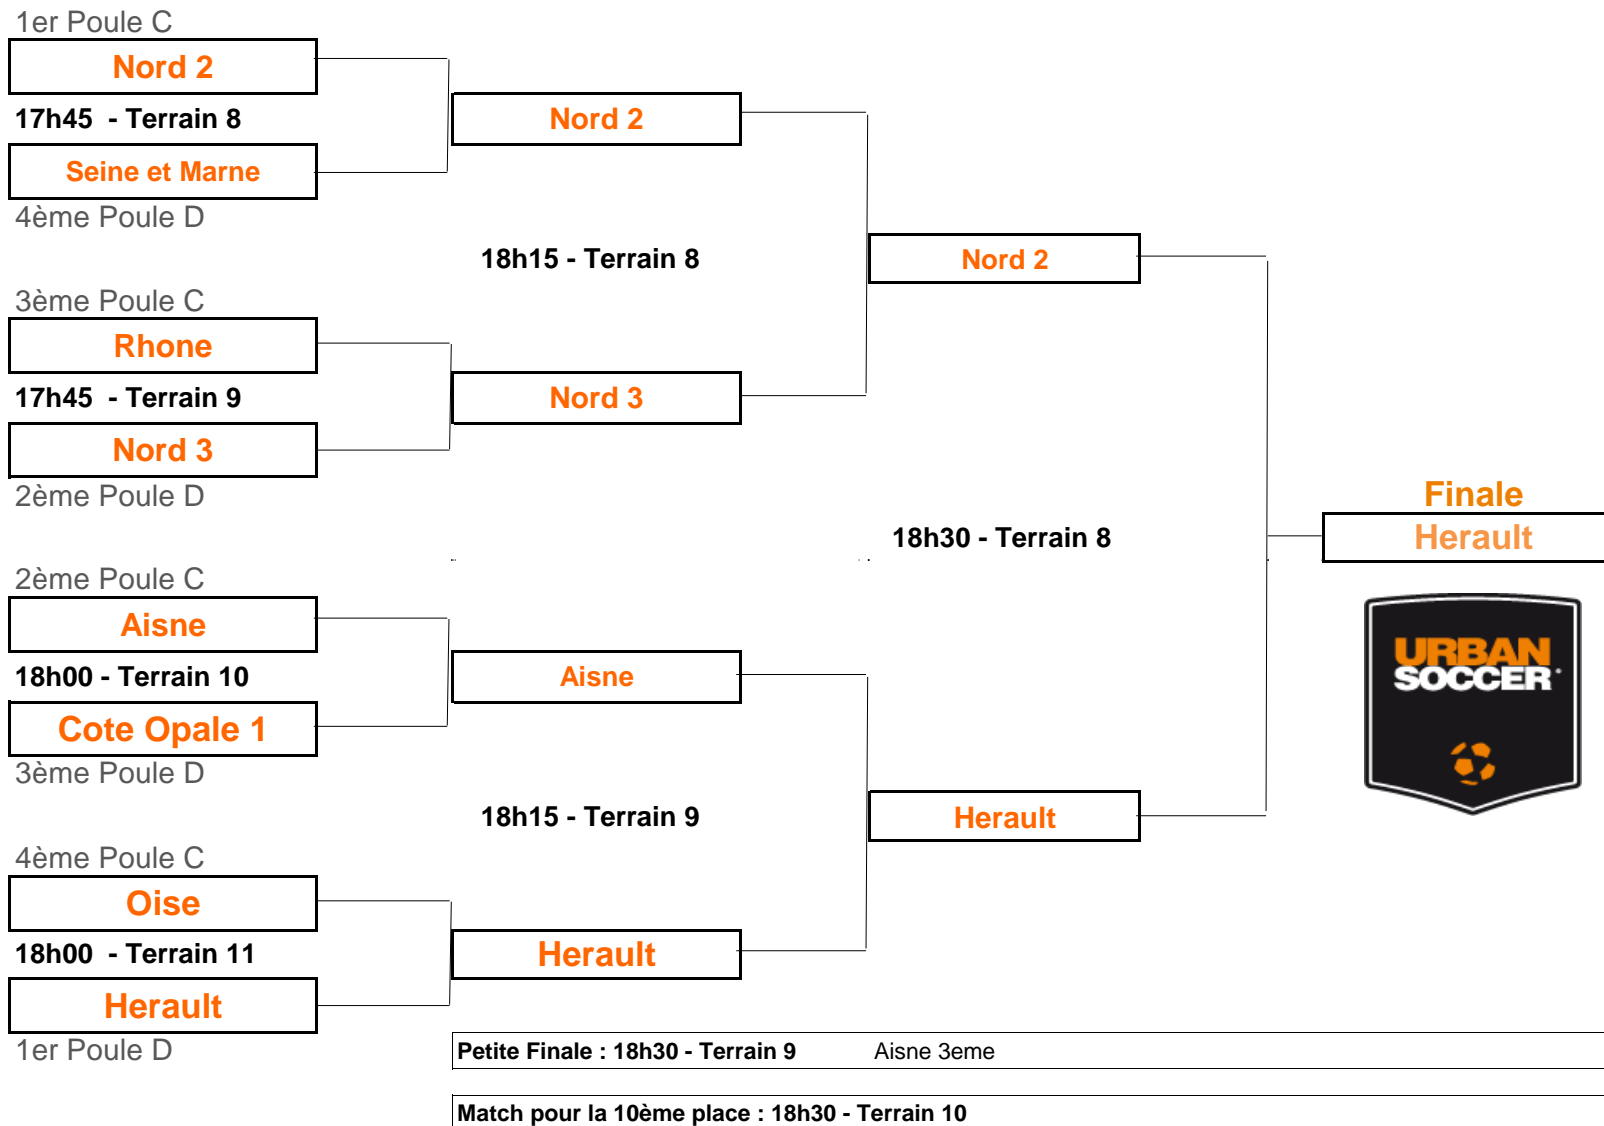 1er Poule C
Nord 2
17h45 - Terrain 8
Seine et Marne
4ème Poule D
Nord 2
18h15 - Terrain 8
Nord 2
3ème Poule C
Rhone
17h45 - Terrain 9
Nord 3
2ème Poule D
Nord 3
18h30 - Terrain 8
Finale
Herault
2ème Poule C
Aisne
18h00 - Terrain 10
Cote Opale 1
3ème Poule D
Aisne
URBAN
SOCCER
18h15 - Terrain 9
Herault
4ème Poule C
Oise
18h00 - Terrain 11
Herault
1er Poule D
Herault
Petite Finale : 18h30 - Terrain 9 Aisne 3eme
Match pour la 10ème place : 18h30 - Terrain 10